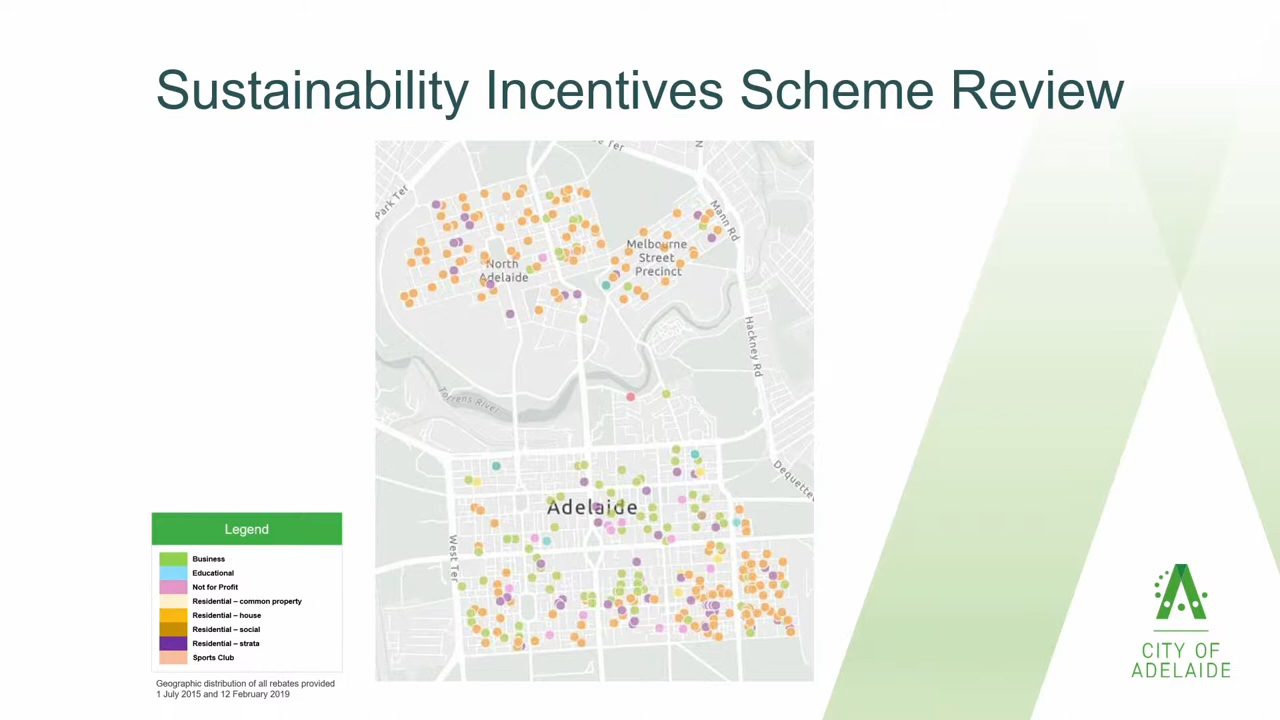 Sustainability Incentives Scheme Review
Park Ter
Mann Rd
Melbourne
Street
Precinct
North
Adelaide
Hackney Rd
Torrens River
Dequette
Adelaide
West Ter
Legend
Business
Educational
Not for Profit
Residential – common property
Residential – house
Residential – social
Residential – strata
Sports Club
Geographic distribution of all rebates provided
1 July 2015 and 12 February 2019
CITY OF
ADELAIDE